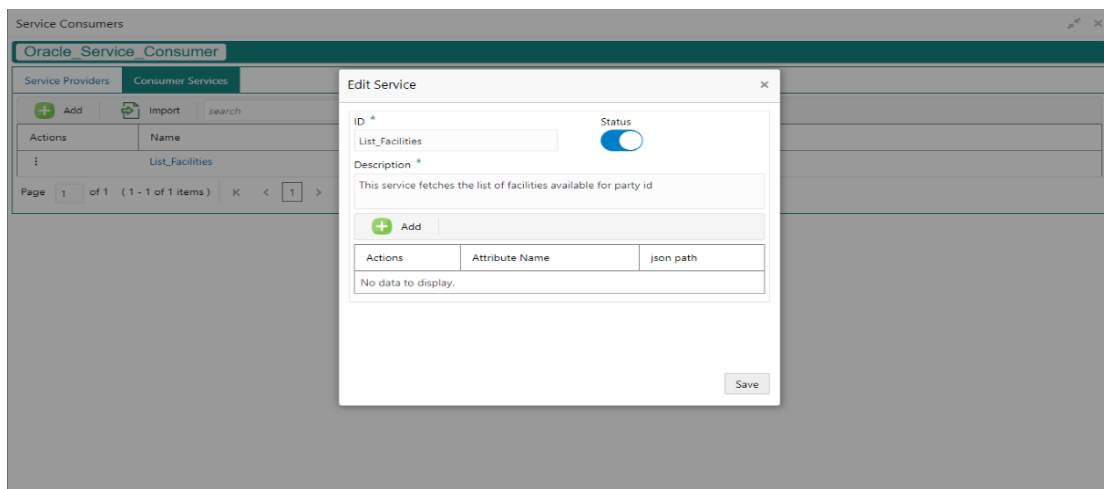 Service Consumers
Oracle_Service_Consumer
Service Providers Consumer Services
Add Import search
Actions Name
List_Facilities
Page 1 of 1 (1 - 1 of 1 items) K < 1 >
Edit Service ×
ID * Status
List_Facilities
Description *
This service fetches the list of facilities available for party id
Add
Actions Attribute Name json path
No data to display.
Save